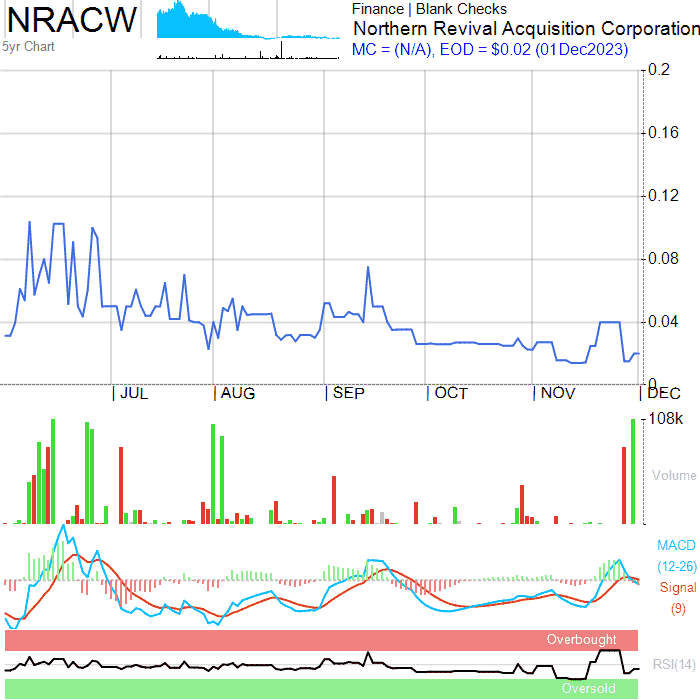 NRACW
5yr Chart
Finance | Blank Checks
Northern Revival Acquisition Corporation
MC = (N/A), EOD = $0.02 (01Dec2023)
0.2
0.16
0.12
0.08
0.04
0
| JUL | AUG | SEP | OCT | NOV | DEC
108k
Volume
MACD
(12-26)
Signal
(9)
Overbought
RSI(14)
Oversold